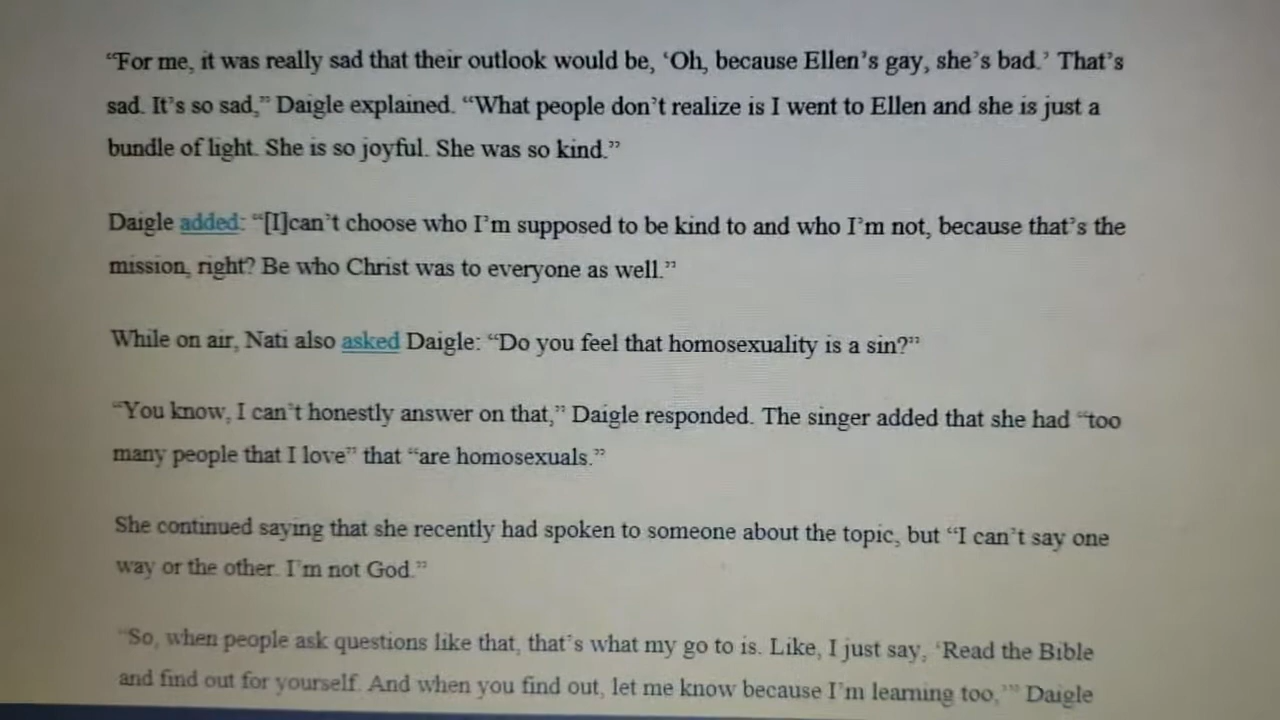 “For me, it was really sad that their outlook would be, ‘Oh, because Ellen’s gay, she’s bad.’ That’s
sad. It’s so sad,” Daigle explained. “What people don’t realize is I went to Ellen and she is just a
bundle of light. She is so joyful. She was so kind.”
Daigle added: “[I]can’t choose who I’m supposed to be kind to and who I’m not, because that’s the
mission, right? Be who Christ was to everyone as well.”
While on air, Nati also asked Daigle: “Do you feel that homosexuality is a sin?”
“You know, I can’t honestly answer on that,” Daigle responded. The singer added that she had “too
many people that I love” that “are homosexuals.”
She continued saying that she recently had spoken to someone about the topic, but “I can’t say one
way or the other. I’m not God.”
“So, when people ask questions like that, that’s what my go to is. Like, I just say, ‘Read the Bible
and find out for yourself. And when you find out, let me know because I’m learning too,’” Daigle